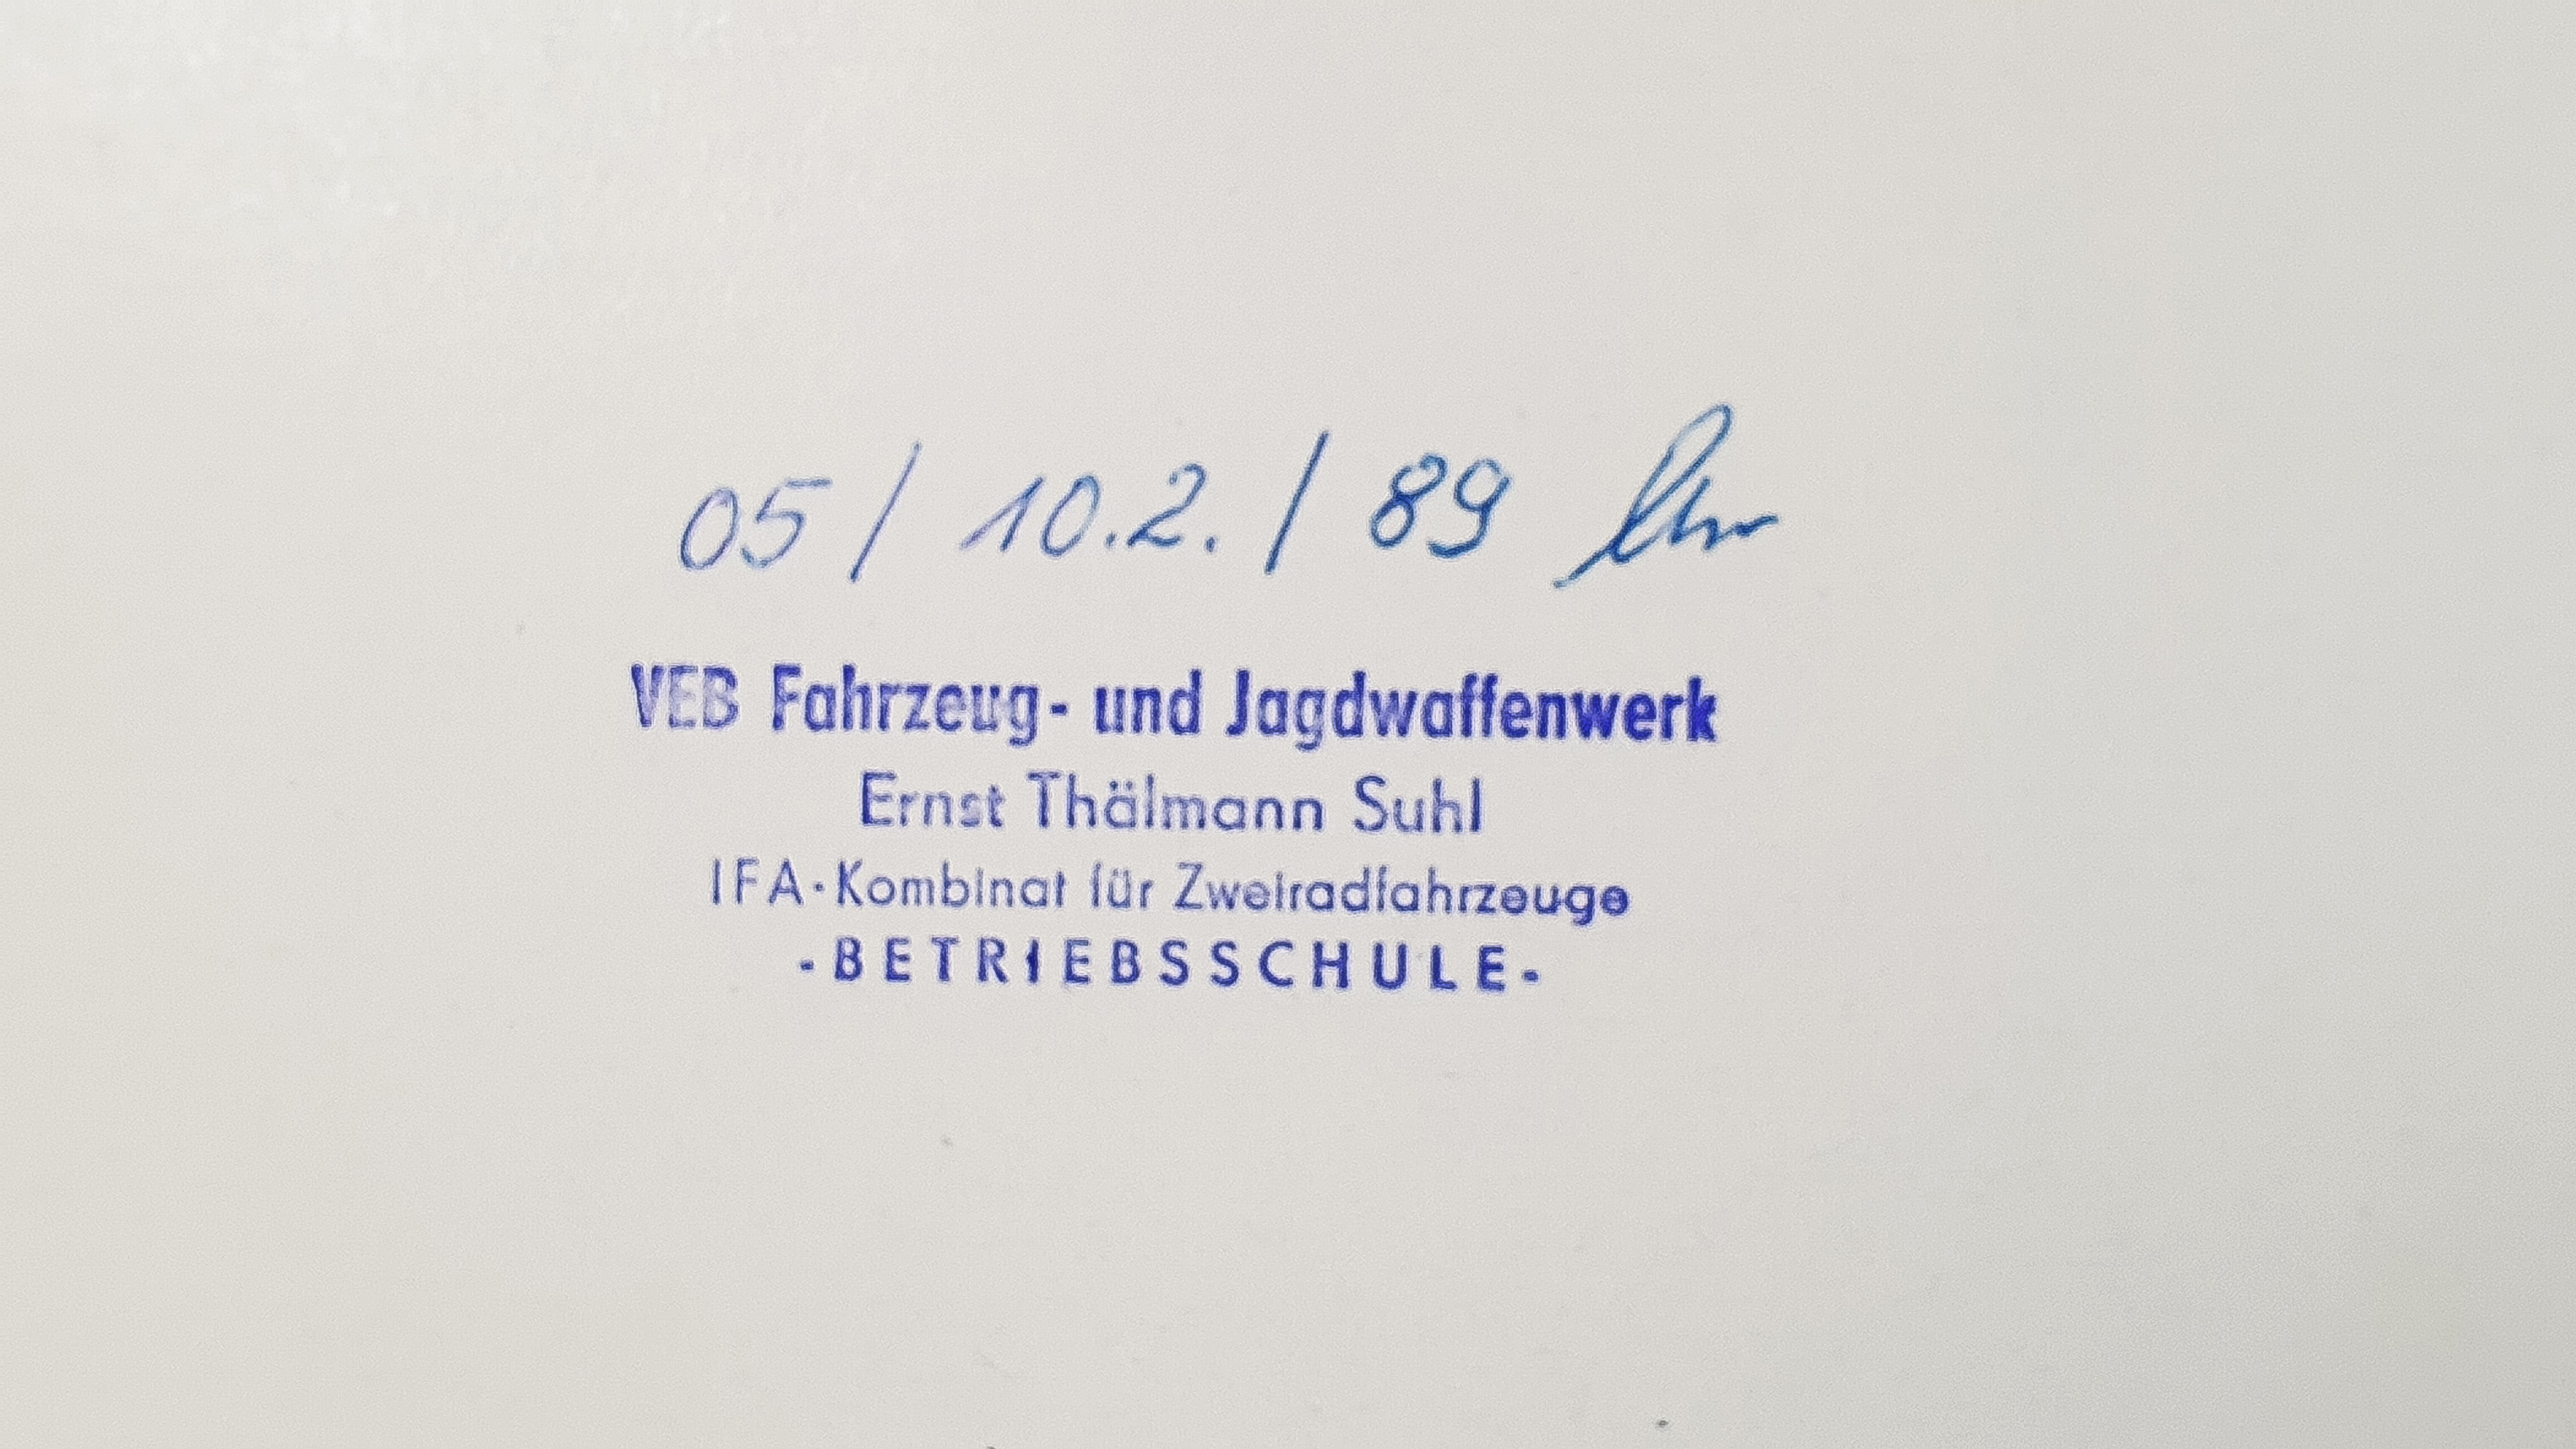 05 / 10.2. / 89
VEB Fahrzeug- und Jagdwaffenwerk
Ernst Thälmann Suhl
IFA-Kombinat für Zweiradfahrzeuge
-BETRIEBSSCHULE-